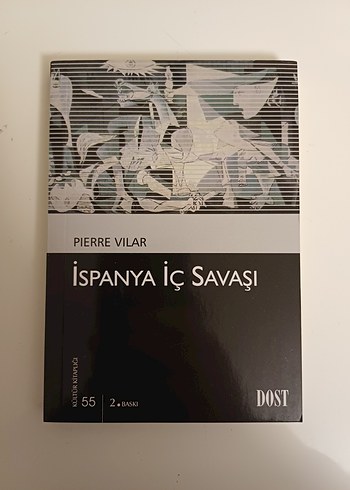 PIERRE VILAR
İSPANYA İÇ SAVAŞI
KÜLTÜR KİTAPLIĞI
55
2. BASKI
DOST